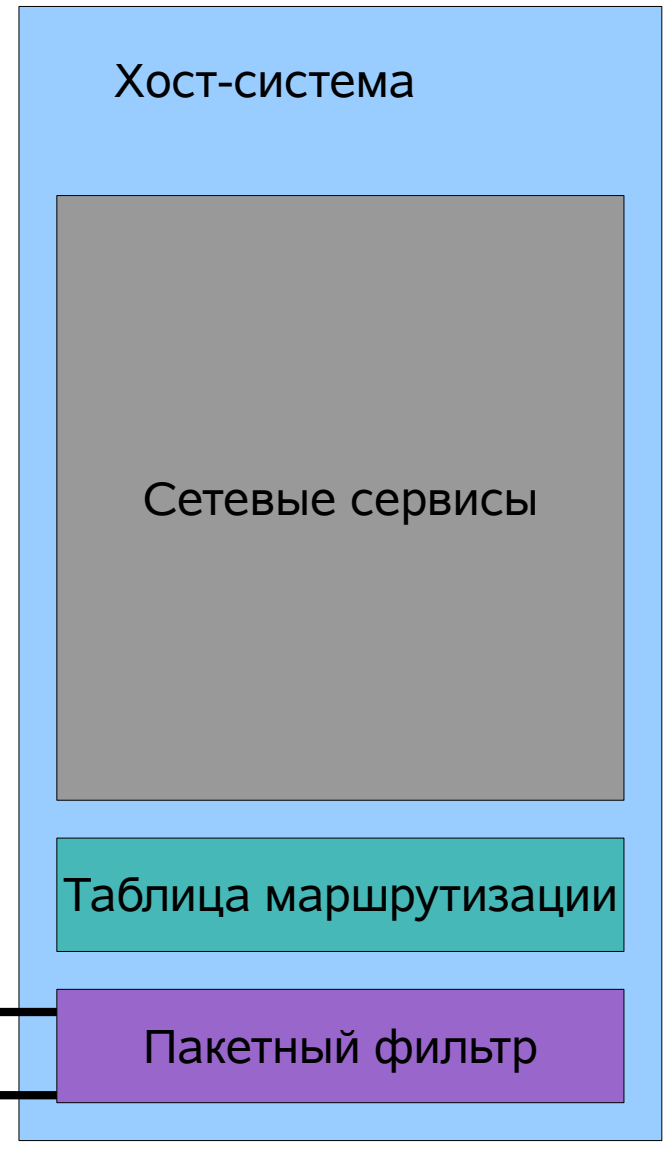 Хост-система
Сетевые сервисы
Таблица маршрутизации
Пакетный фильтр